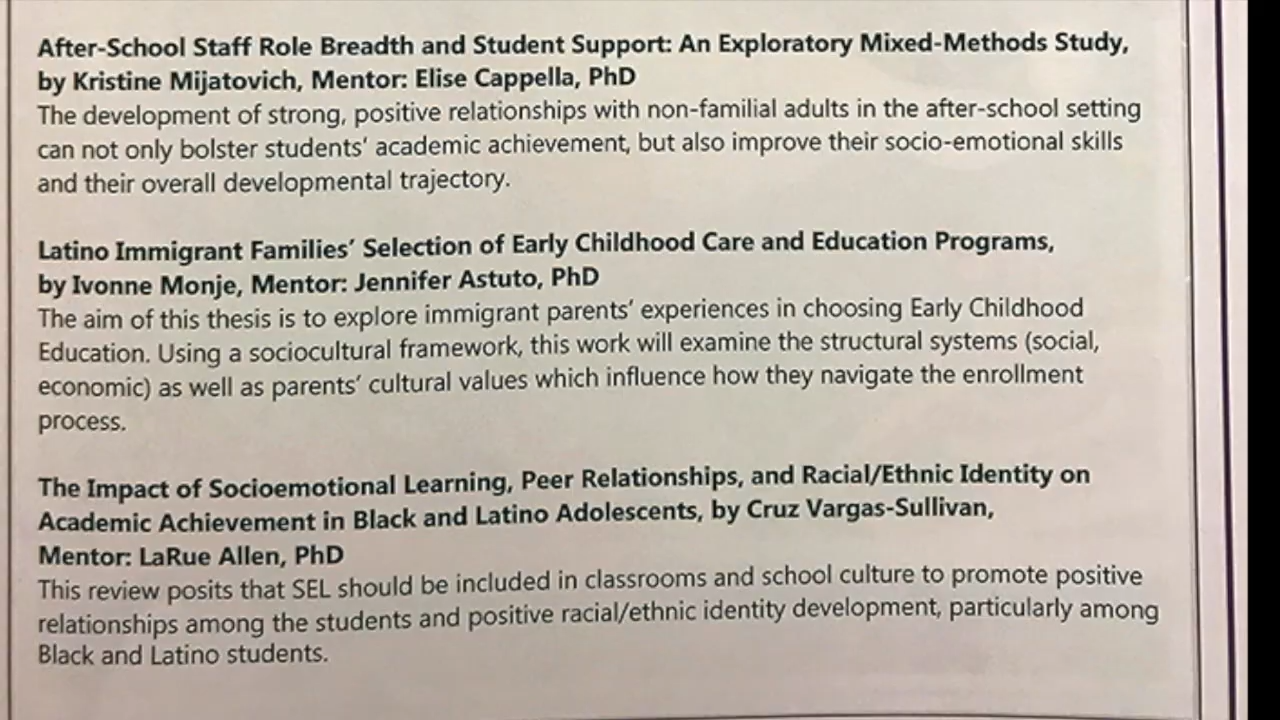 After-School Staff Role Breadth and Student Support: An Exploratory Mixed-Methods Study,
by Kristine Mijatovich, Mentor: Elise Cappella, PhD
The development of strong, positive relationships with non-familial adults in the after-school setting
can not only bolster students' academic achievement, but also improve their socio-emotional skills
and their overall developmental trajectory.
Latino Immigrant Families' Selection of Early Childhood Care and Education Programs,
by Ivonne Monje, Mentor: Jennifer Astuto, PhD
The aim of this thesis is to explore immigrant parents' experiences in choosing Early Childhood
Education. Using a sociocultural framework, this work will examine the structural systems (social,
economic) as well as parents' cultural values which influence how they navigate the enrollment
process.
The Impact of Socioemotional Learning, Peer Relationships, and Racial/Ethnic Identity on
Academic Achievement in Black and Latino Adolescents, by Cruz Vargas-Sullivan,
Mentor: LaRue Allen, PhD
This review posits that SEL should be included in classrooms and school culture to promote positive
relationships among the students and positive racial/ethnic identity development, particularly among
Black and Latino students.